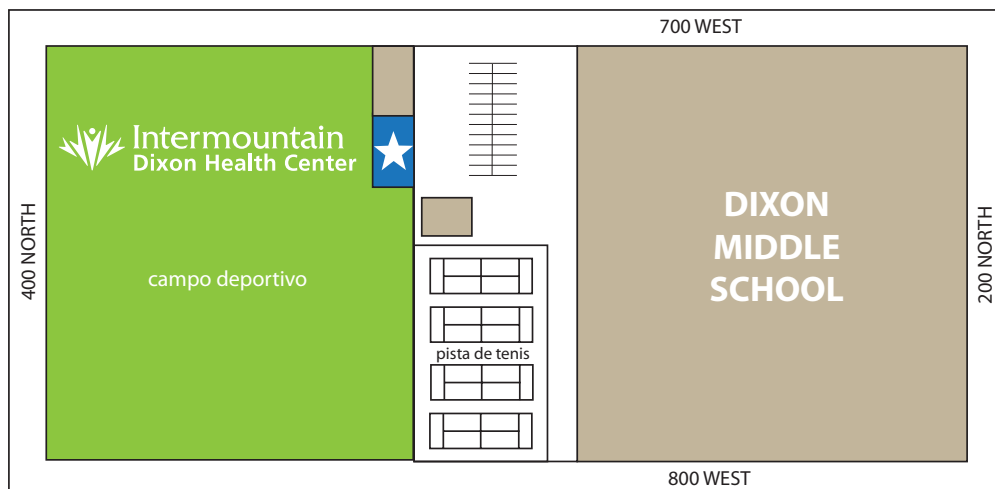 700 WEST
Intermountain
Dixon Health Center
400 NORTH
campo deportivo
DIXON
MIDDLE
SCHOOL
200 NORTH
pista de tenis
800 WEST